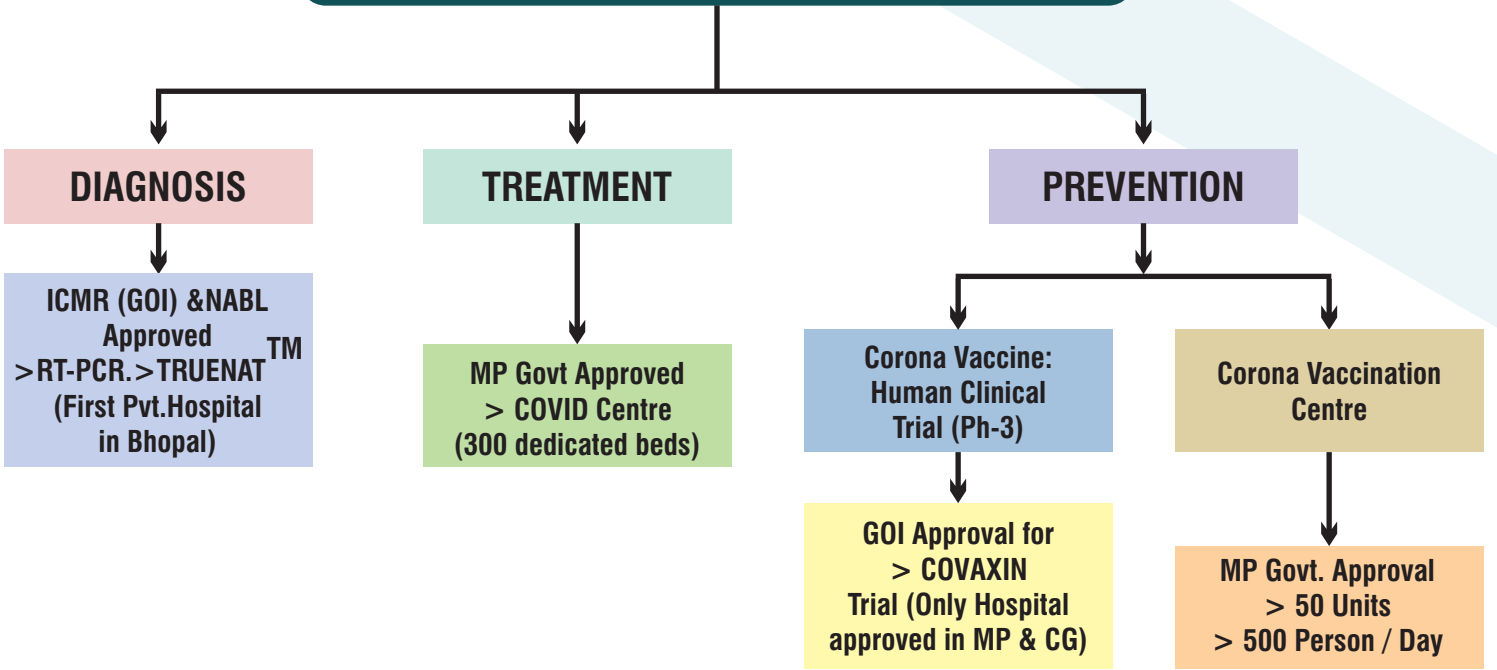 DIAGNOSIS
TREATMENT
PREVENTION
ICMR (GOI) &NABL
Approved
>RT-PCR.>TRUENAT TM
(First Pvt.Hospital
in Bhopal)
MP Govt Approved
> COVID Centre
(300 dedicated beds)
Corona Vaccine:
Human Clinical
Trial (Ph-3)
Corona Vaccination
Centre
GOI Approval for
> COVAXIN
Trial (Only Hospital
approved in MP & CG)
MP Govt. Approval
> 50 Units
> 500 Person / Day